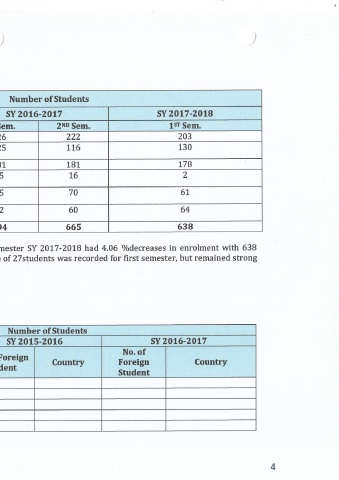 Number of Students
SY 2016-2017 SY 2017-2018
Sem. 2ND Sem. 1ST Sem.
26 222 203
25 116 130
31 181 178
5 16 2
5 70 61
2 60 64
94 665 638
mester SY 2017-2018 had 4.06 %decreases in enrolment with 638
of 27students was recorded for first semester, but remained strong
Number of Students
SY 2015-2016 SY 2016-2017
Foreign Country No. of Foreign Student Country
dent
4